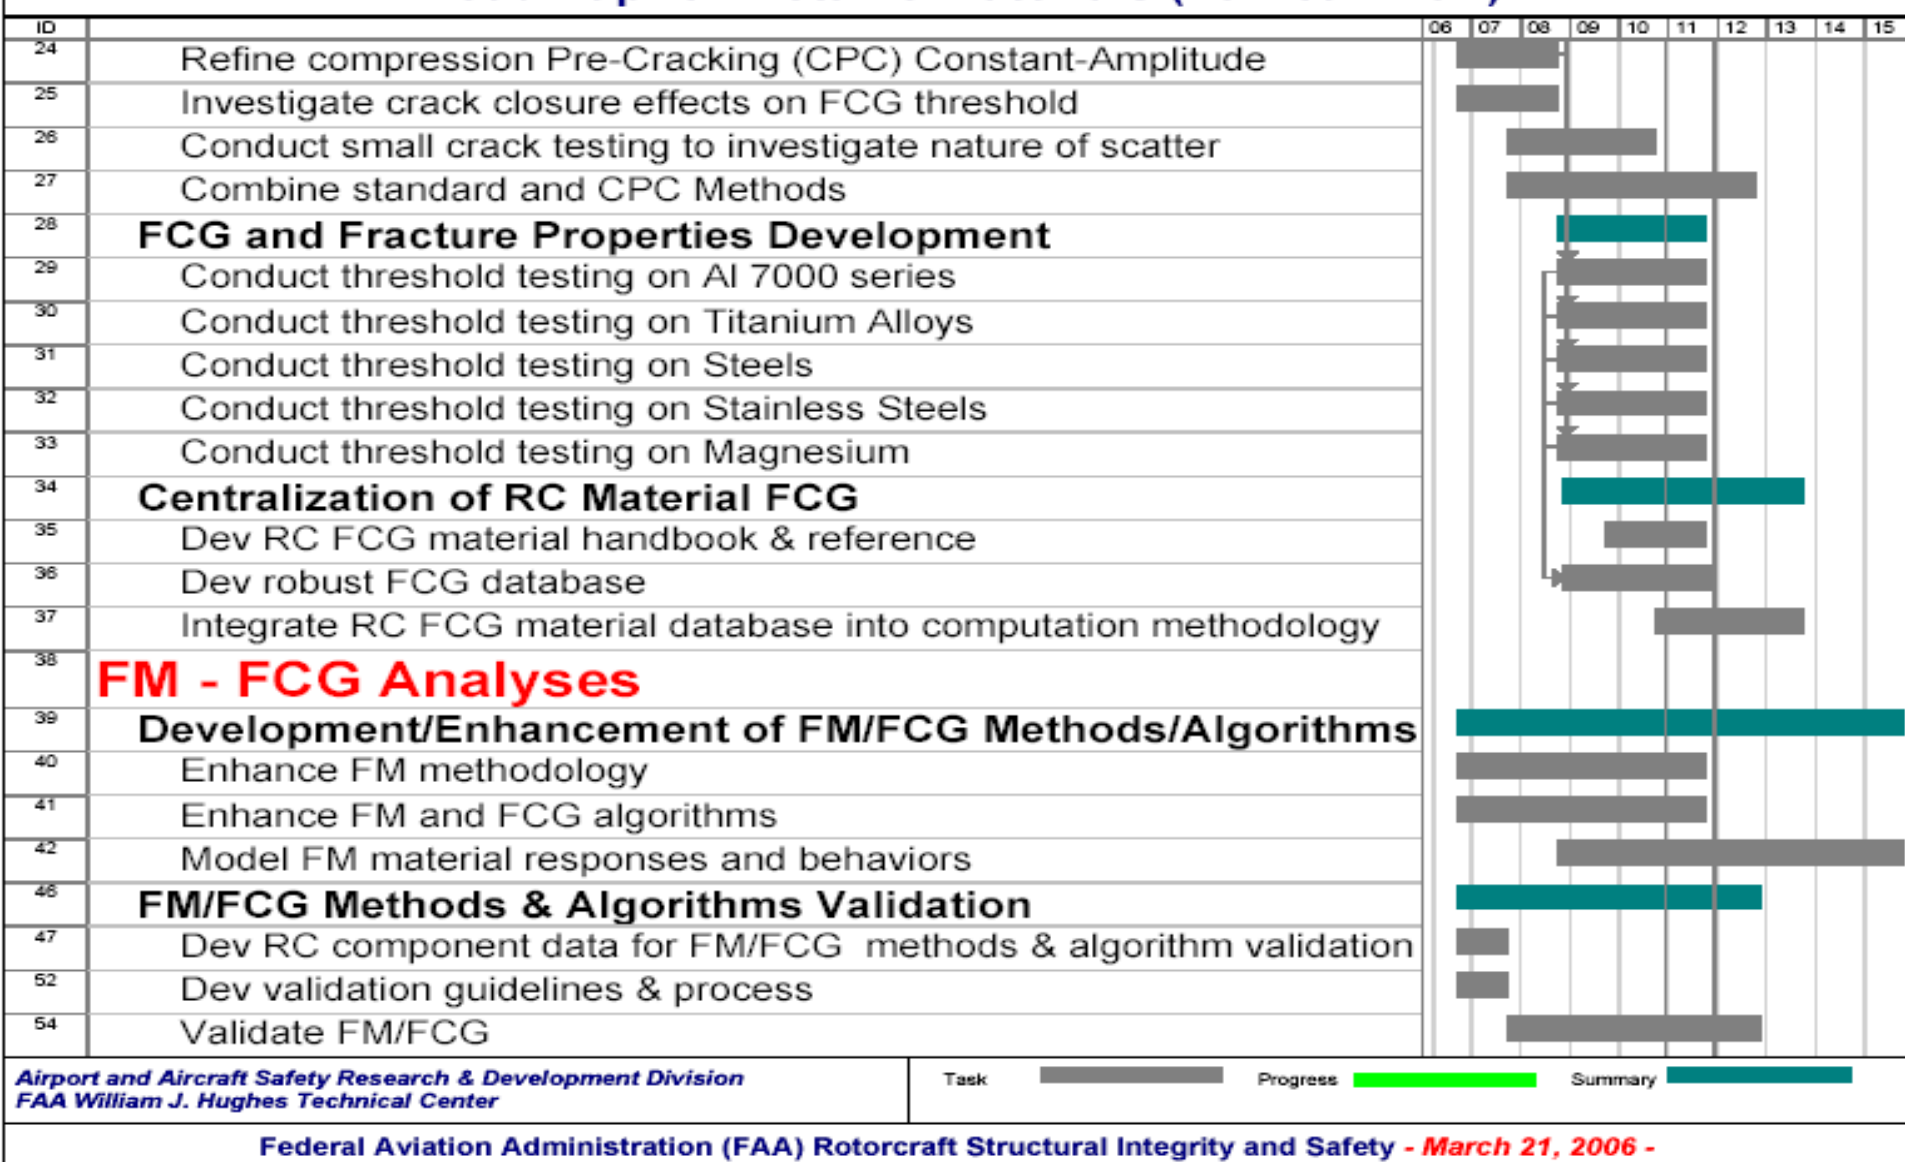 ID 06 07 08 09 10 11 12 13 14 15
24 Refine compression Pre-Cracking (CPC) Constant-Amplitude
25 Investigate crack closure effects on FCG threshold
26 Conduct small crack testing to investigate nature of scatter
27 Combine standard and CPC Methods
28 FCG and Fracture Properties Development
29 Conduct threshold testing on Al 7000 series
30 Conduct threshold testing on Titanium Alloys
31 Conduct threshold testing on Steels
32 Conduct threshold testing on Stainless Steels
33 Conduct threshold testing on Magnesium
34 Centralization of RC Material FCG
35 Dev RC FCG material handbook & reference
36 Dev robust FCG database
37 Integrate RC FCG material database into computation methodology
38 FM - FCG Analyses
39 Development/Enhancement of FM/FCG Methods/Algorithms
40 Enhance FM methodology
41 Enhance FM and FCG algorithms
42 Model FM material responses and behaviors
46 FM/FCG Methods & Algorithms Validation
47 Dev RC component data for FM/FCG methods & algorithm validation
52 Dev validation guidelines & process
54 Validate FM/FCG
Airport and Aircraft Safety Research & Development Division
FAA William J. Hughes Technical Center
Task Progress Summary
Federal Aviation Administration (FAA) Rotorcraft Structural Integrity and Safety - March 21, 2006 -